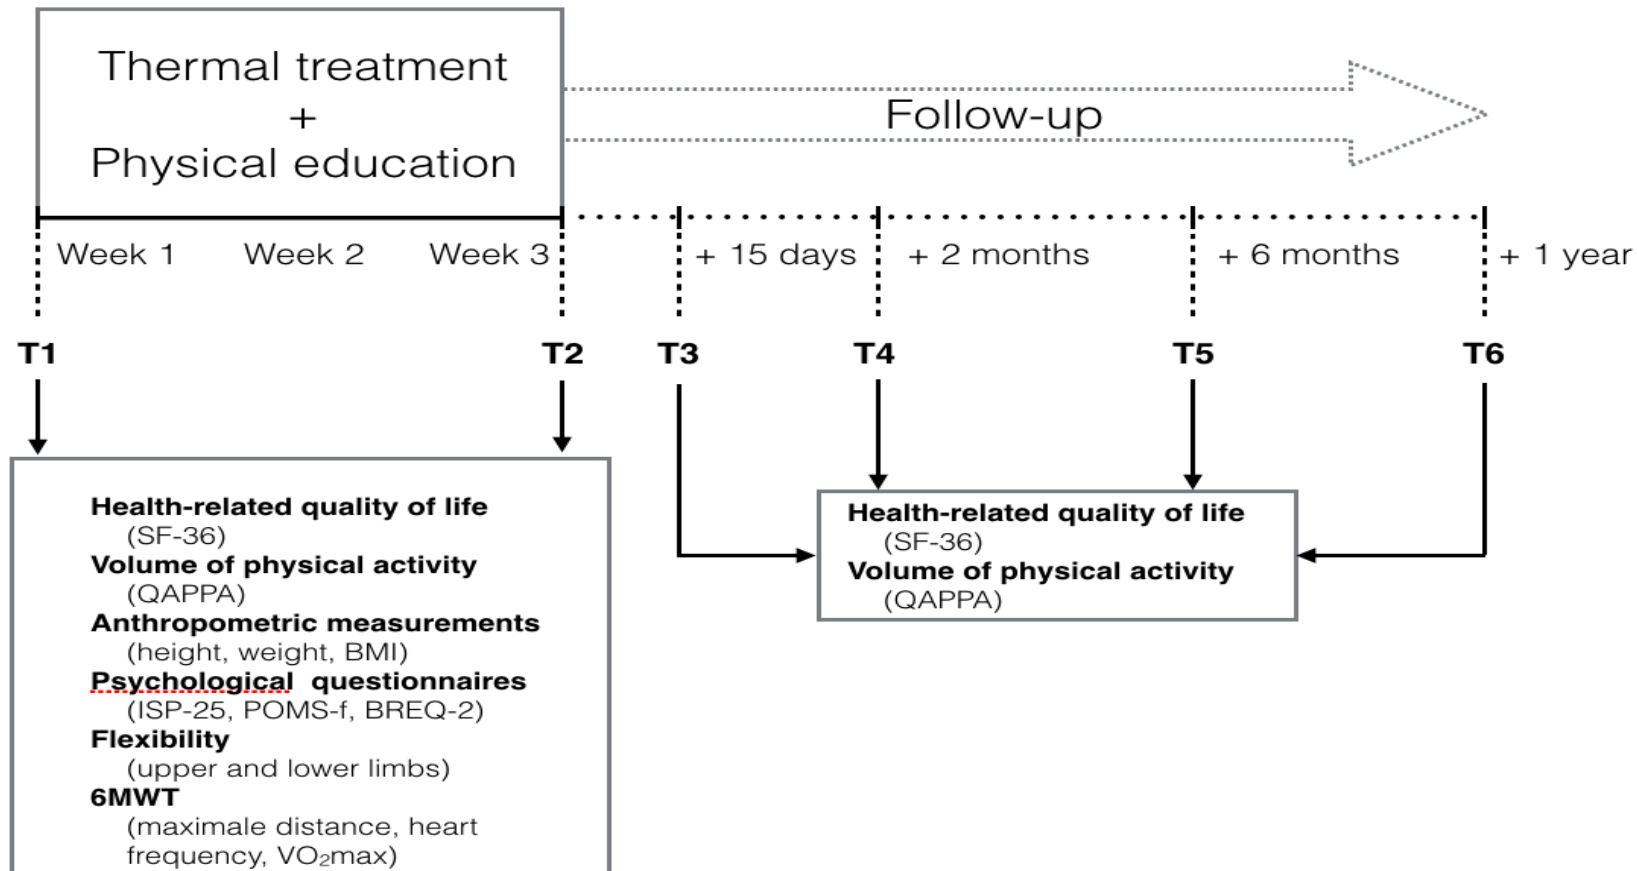 Thermal treatment
+
Physical education
Follow-up
Week 1 Week 2 Week 3 + 15 days + 2 months + 6 months + 1 year
T1 T2 T3 T4 T5 T6
Health-related quality of life
(SF-36)
Volume of physical activity
(QAPPA)
Anthropometric measurements
(height, weight, BMI)
Psychological questionnaires
(ISP-25, POMS-f, BREQ-2)
Flexibility
(upper and lower limbs)
6MWT
(maximale distance, heart
frequency, VO₂max)
Health-related quality of life
(SF-36)
Volume of physical activity
(QAPPA)